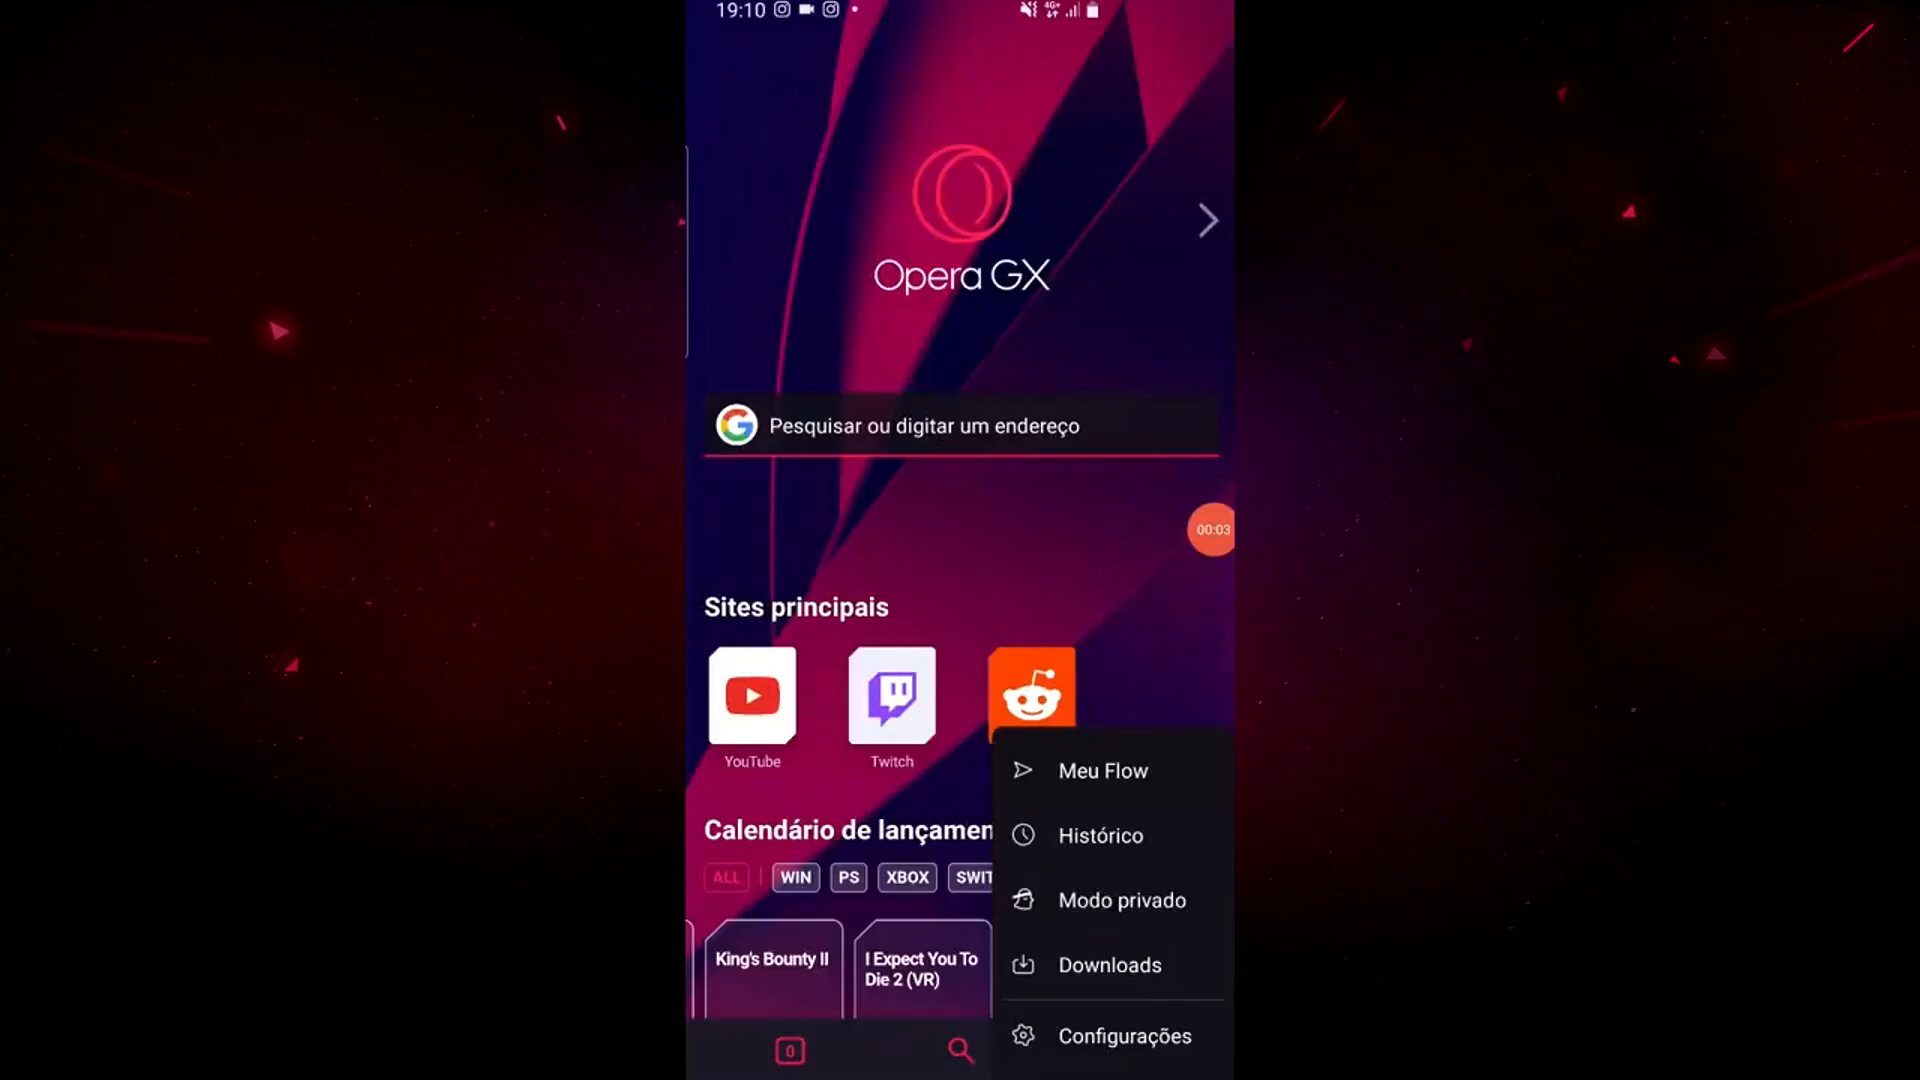 19:10
4G+
Opera GX
Pesquisar ou digitar um endereço
00:03
Sites principais
YouTube
Twitch
Meu Flow
Histórico
Modo privado
Downloads
Configurações
Calendário de lançamen
ALL
WIN
PS
XBOX
SWIT
King's Bounty II
I Expect You To
Die 2 (VR)
0